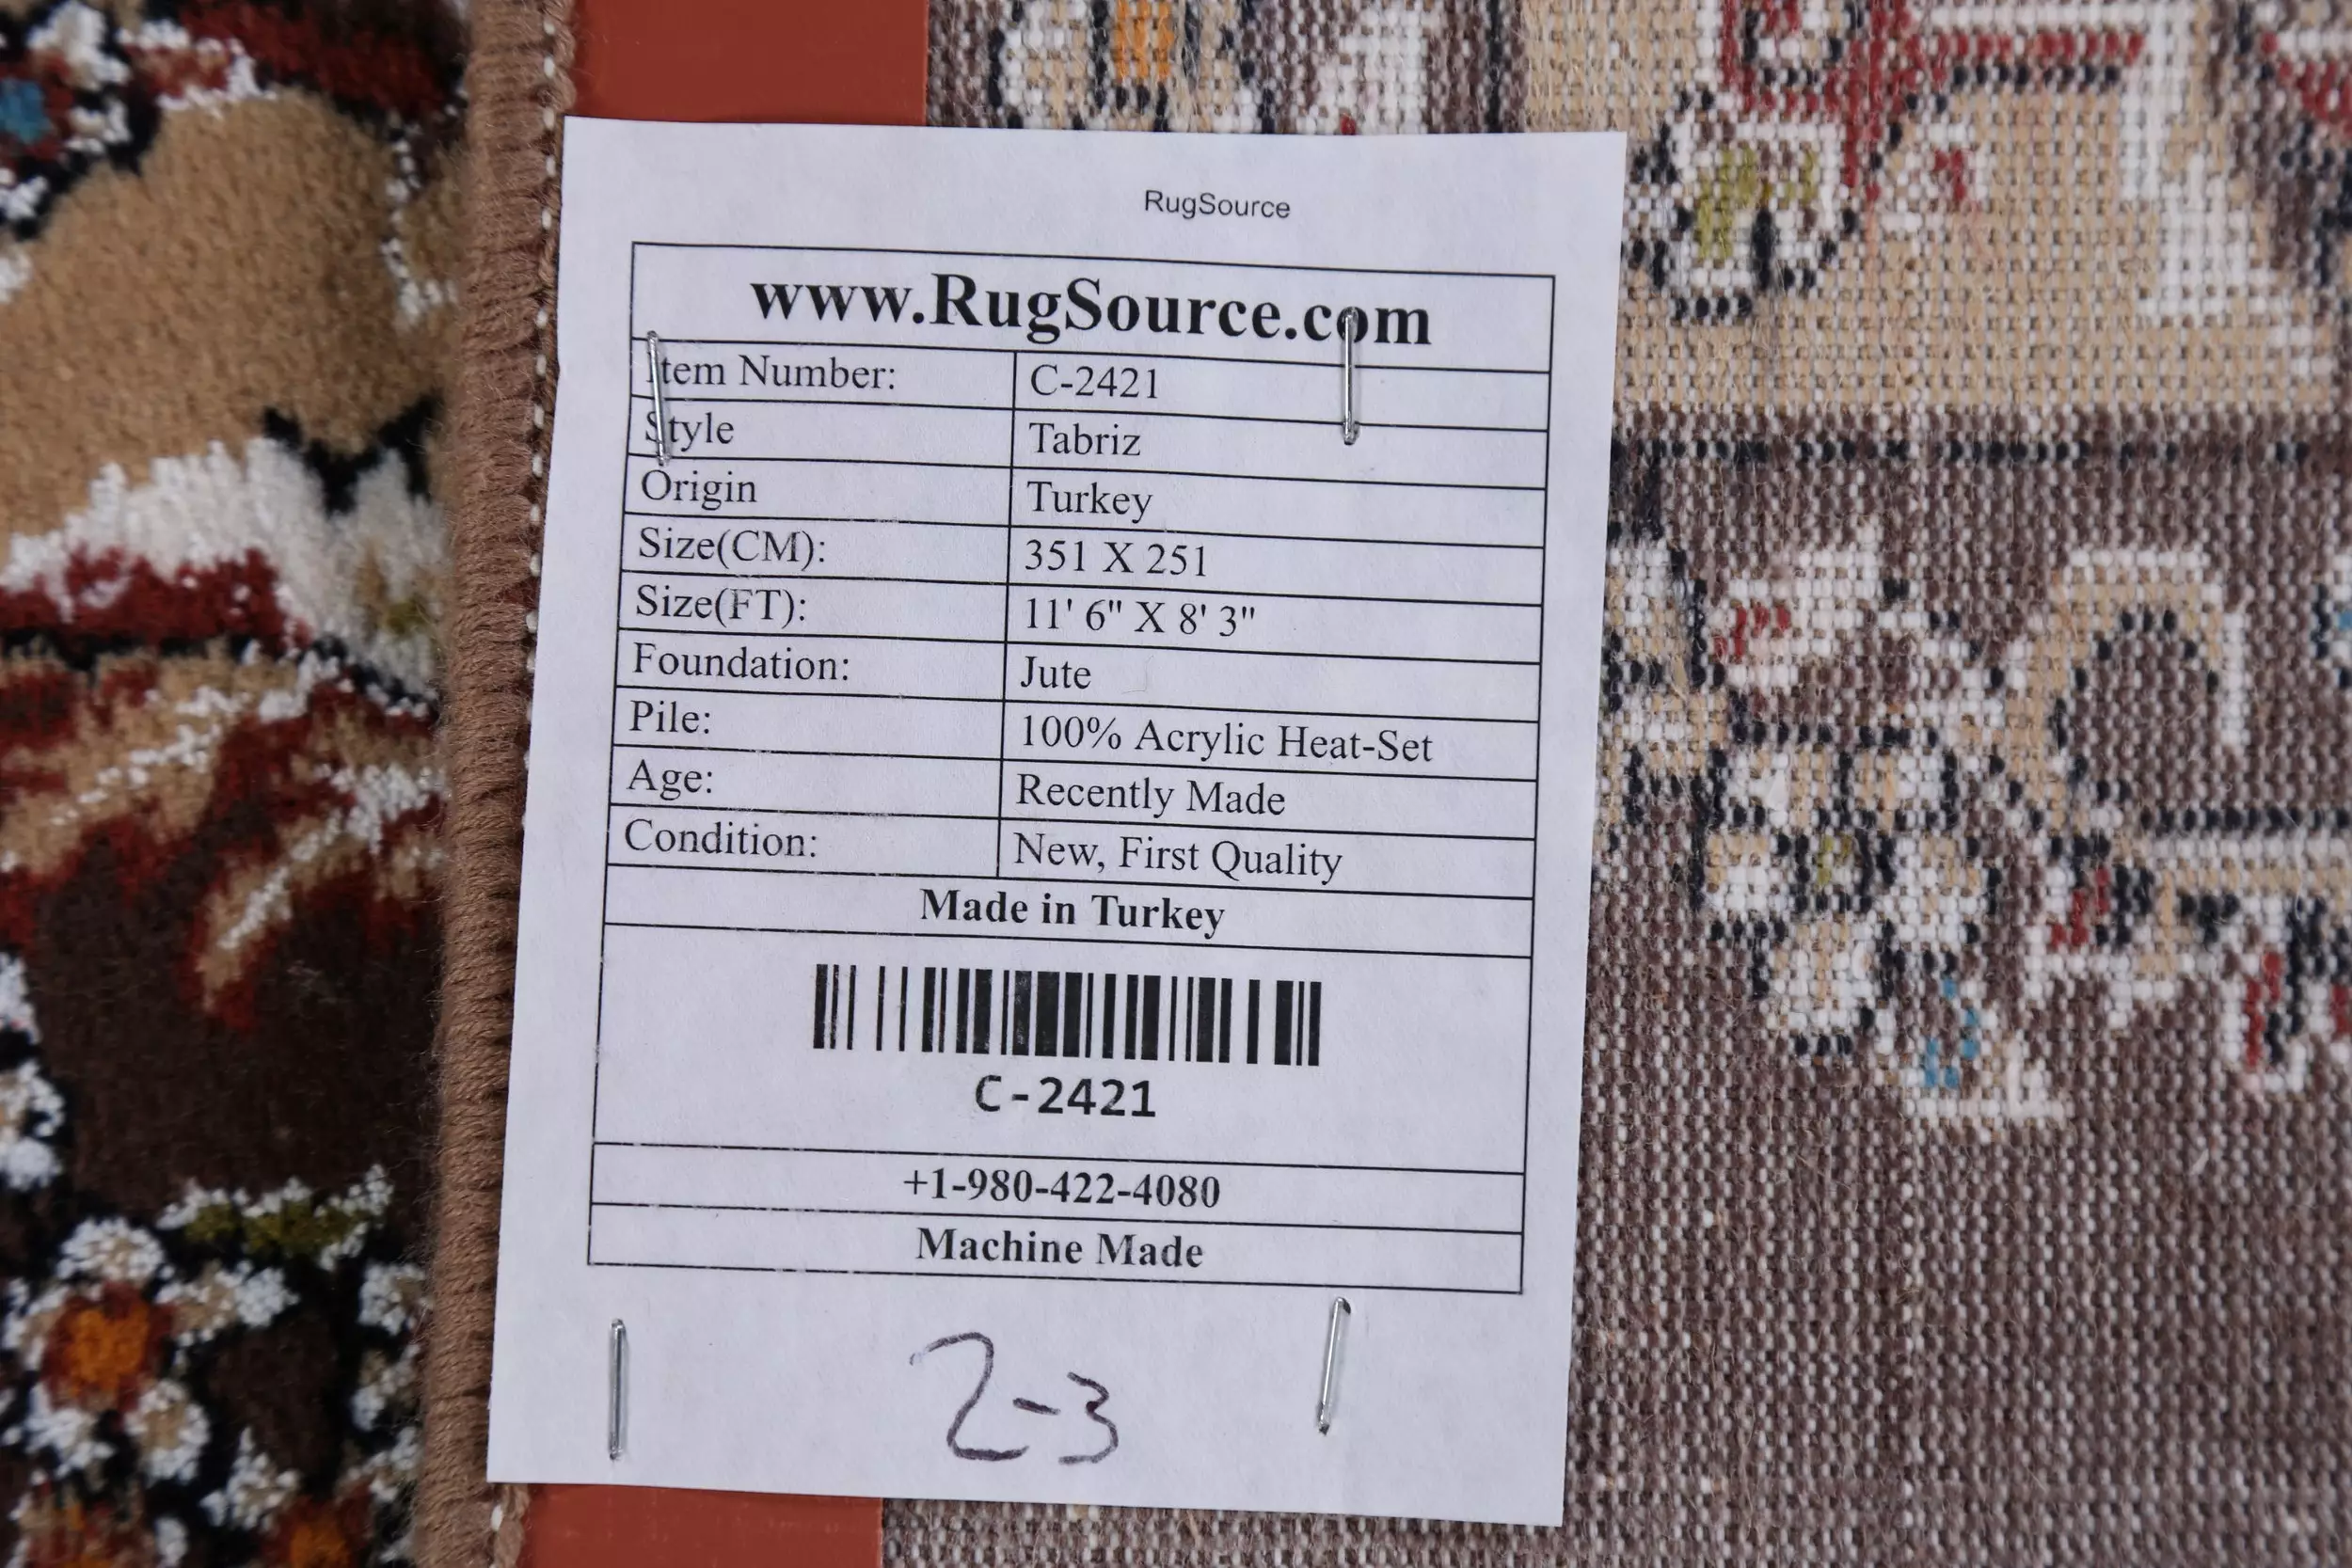 RugSource
www.RugSource.com
Item Number: C-2421
Style Tabriz
Origin Turkey
Size(CM): 351 X 251
Size(FT): 11' 6" X 8' 3"
Foundation: Jute
Pile: 100% Acrylic Heat-Set
Age: Recently Made
Condition: New, First Quality
Made in Turkey
C-2421
+1-980-422-4080
Machine Made
2-3